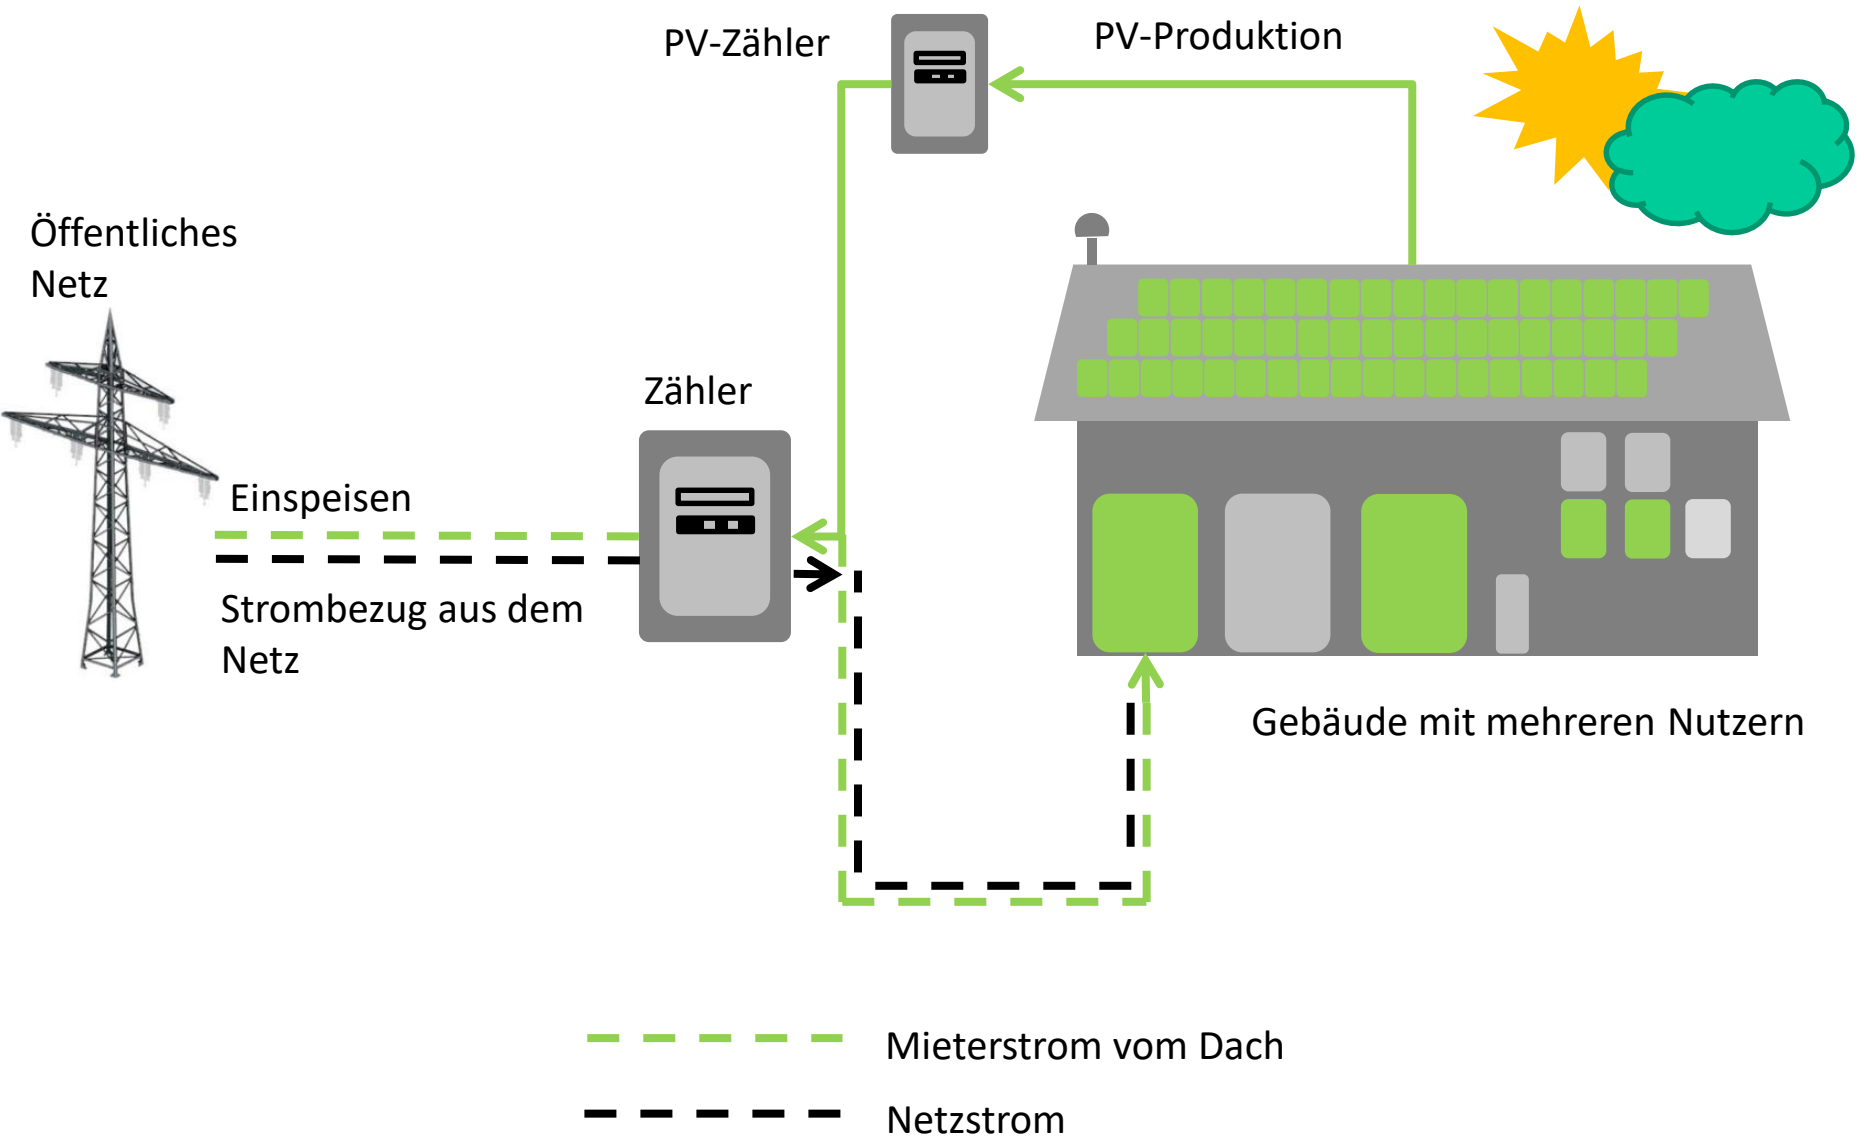 PV-Zähler
PV-Produktion
Öffentliches
Netz
Zähler
Einspeisen
Strombezug aus dem
Netz
Gebäude mit mehreren Nutzern
Mieterstrom vom Dach
Netzstrom